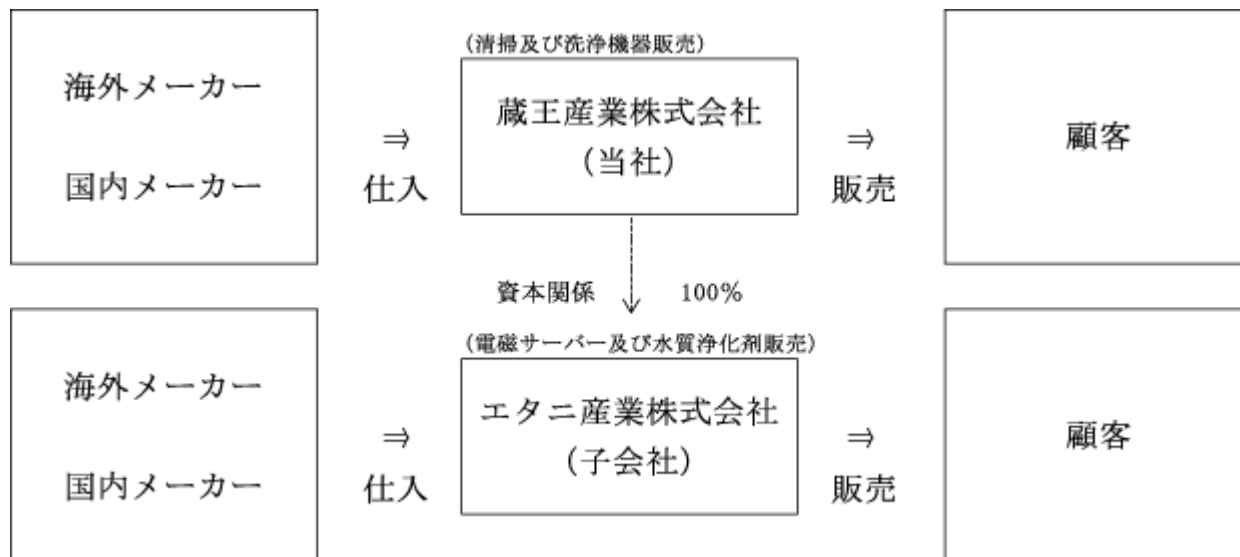 (清掃及び洗浄機器販売)
海外メーカー
国内メーカー
⇒
仕入
蔵王産業株式会社
(当社)
⇒
販売
顧客
資本関係 100%
(電磁サーバー及び水質浄化剤販売)
海外メーカー
国内メーカー
⇒
仕入
エタニ産業株式会社
(子会社)
⇒
販売
顧客